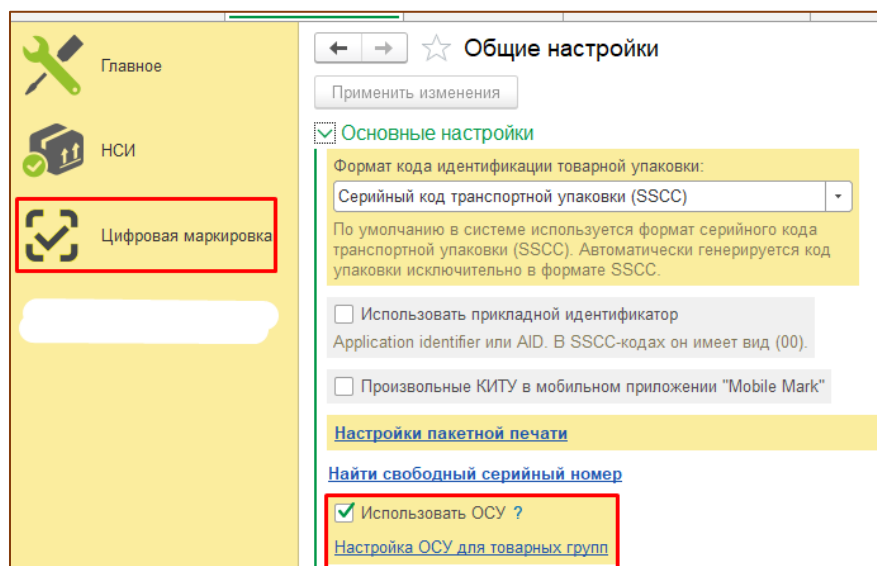 Главное
НСИ
Цифровая маркировка
Общие настройки
Применить изменения
Основные настройки
Формат кода идентификации товарной упаковки:
Серийный код транспортной упаковки (SSCC)
По умолчанию в системе используется формат серийного кода
транспортной упаковки (SSCC). Автоматически генерируется код
упаковки исключительно в формате SSCC.
Использовать прикладной идентификатор
Application identifier или AID. В SSCC-кодах он имеет вид (00).
Произвольные КИТУ в мобильном приложении "Mobile Mark"
Настройки пакетной печати
Найти свободный серийный номер
Использовать ОСУ ?
Настройка ОСУ для товарных групп